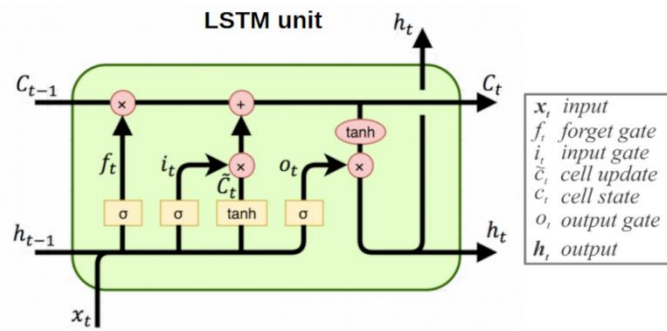 LSTM unit
h_t
C_{t-1}
C_t
×
+
tanh
f_t
i_t
×
o_t
×
C̃_t
σ
σ
tanh
σ
h_{t-1}
h_t
x_t
x_t input
f_t forget gate
i_t input gate
c̃_t cell update
c_t cell state
o_t output gate
h_t output